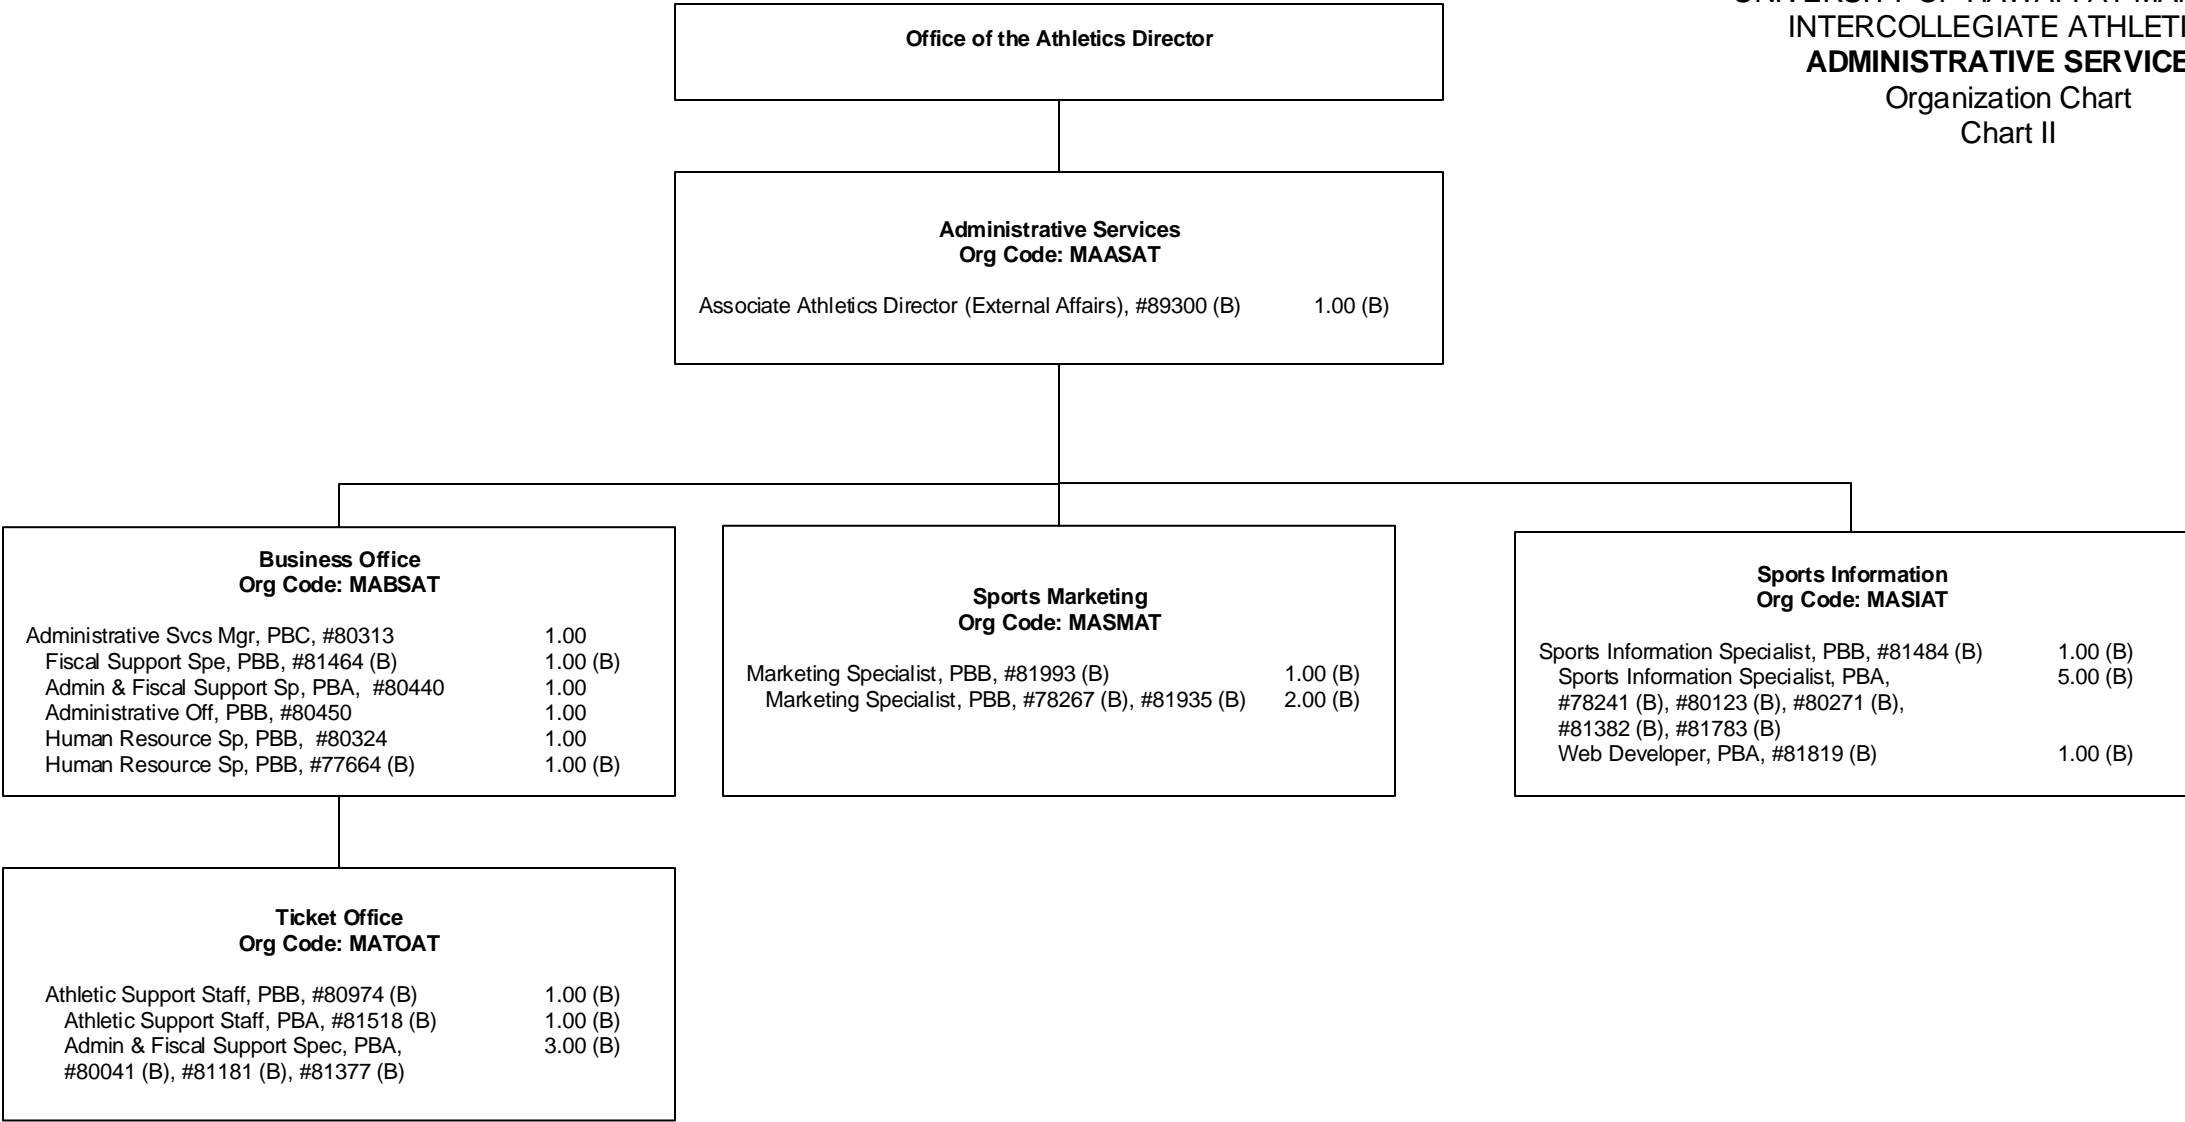 Office of the Athletics Director
INTERCOLLEGIATE
ADMINISTRATIVE
Organization Chart
Chart II
Administrative Services
Org Code: MAASAT
Associate Athletics Director (External Affairs), #89300 (B) 1.00 (B)
Business Office
Org Code: MABSAT
Administrative Svcs Mgr, PBC, #80313 1.00
Fiscal Support Spe, PBB, #81464 (B) 1.00 (B)
Admin & Fiscal Support Sp, PBA, #80440 1.00
Administrative Off, PBB, #80450 1.00
Human Resource Sp, PBB, #80324 1.00
Human Resource Sp, PBB, #77664 (B) 1.00 (B)
Sports Marketing
Org Code: MASMAT
Marketing Specialist, PBB, #81993 (B) 1.00 (B)
Marketing Specialist, PBB, #78267 (B), #81935 (B) 2.00 (B)
Sports Information
Org Code: MASIAT
Sports Information Specialist, PBB, #81484 (B) 1.00 (B)
Sports Information Specialist, PBA, 5.00 (B)
#78241 (B), #80123 (B), #80271 (B),
#81382 (B), #81783 (B)
Web Developer, PBA, #81819 (B) 1.00 (B)
Ticket Office
Org Code: MATOAT
Athletic Support Staff, PBB, #80974 (B) 1.00 (B)
Athletic Support Staff, PBA, #81518 (B) 1.00 (B)
Admin & Fiscal Support Spec, PBA, 3.00 (B)
#80041 (B), #81181 (B), #81377 (B)